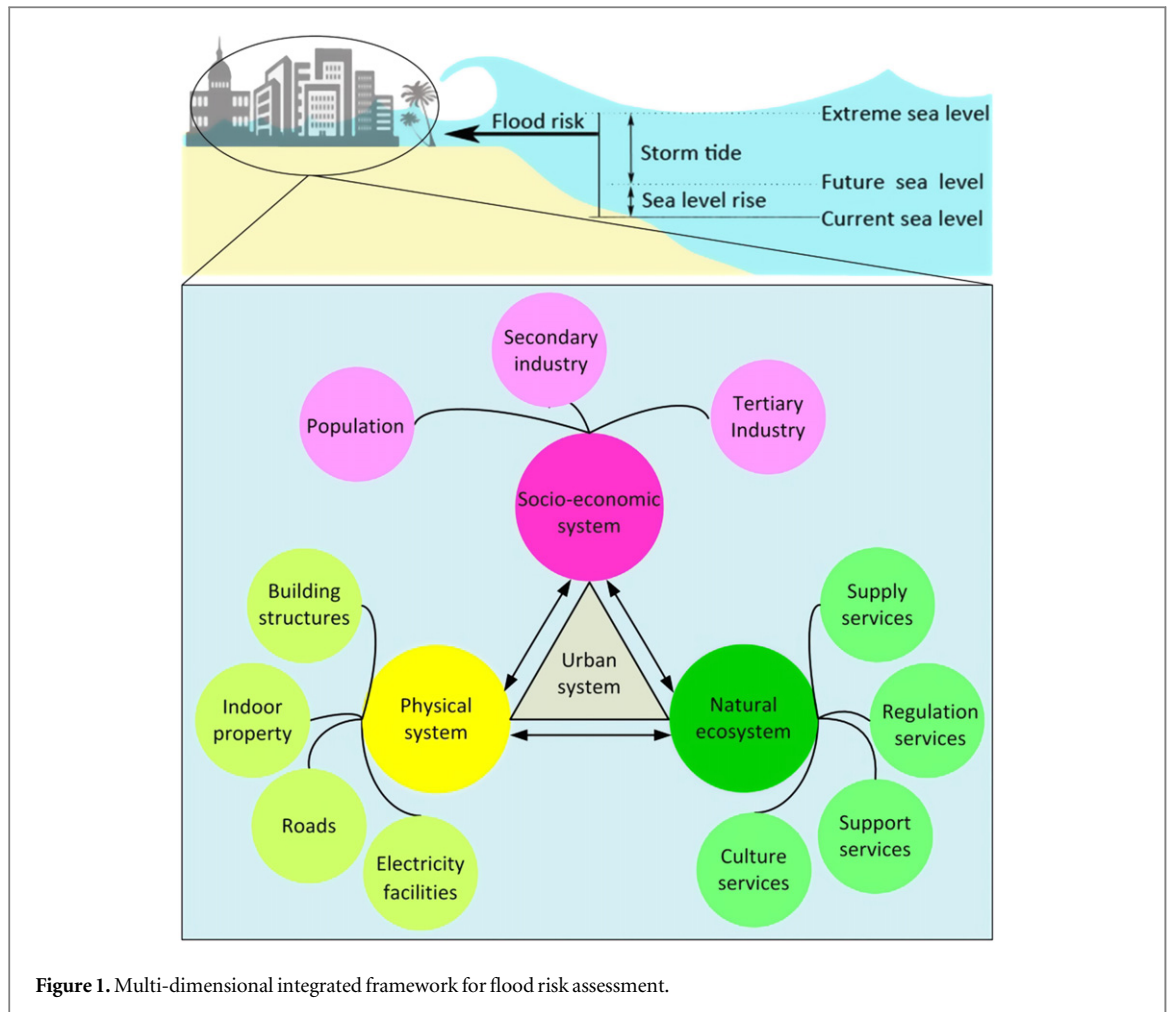 Extreme sea level
Flood risk
Storm tide
Future sea level
Sea level rise
Current sea level
Secondary
industry
Population
Tertiary
Industry
Socio-economic
system
Building
structures
Supply
services
Urban
system
Indoor
property
Physical
system
Natural
ecosystem
Regulation
services
Roads
Support
services
Electricity
facilities
Culture
services
Figure 1. Multi-dimensional integrated framework for flood risk assessment.